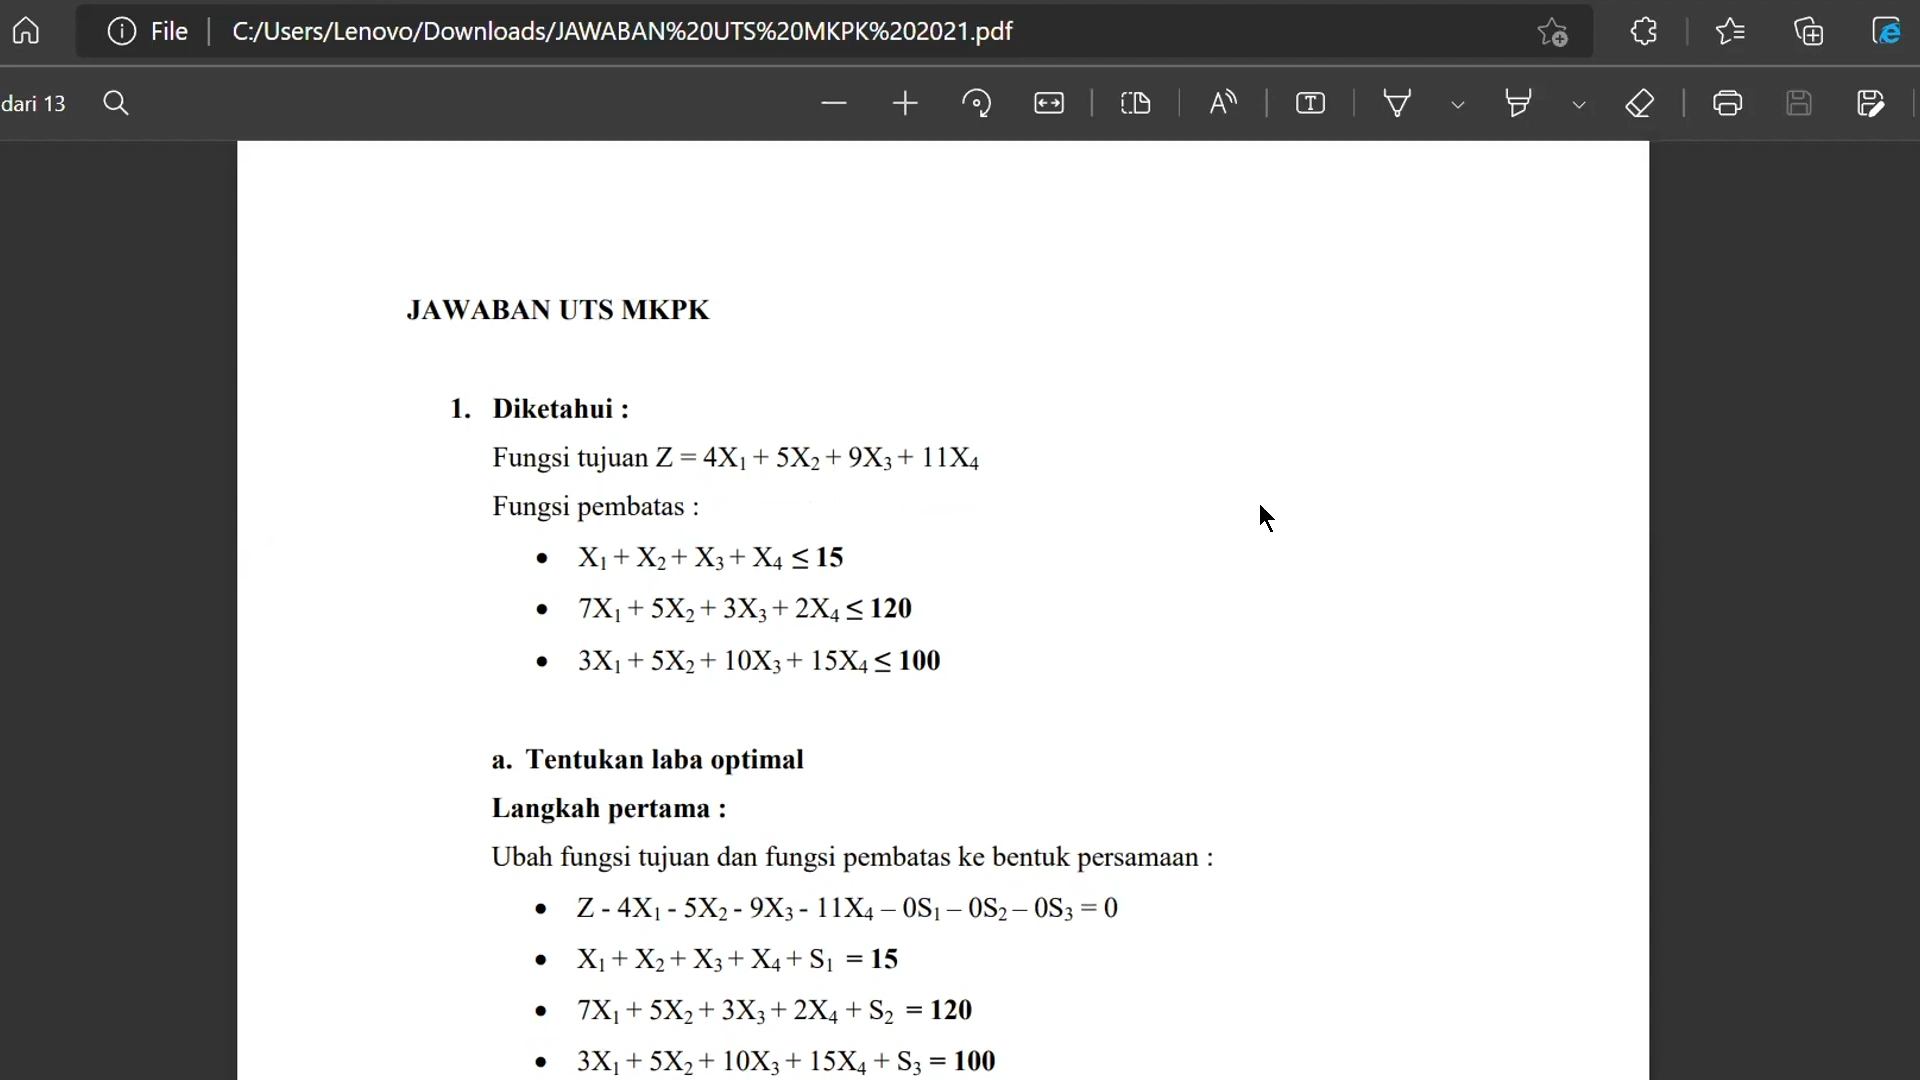 File C:/Users/Lenovo/Downloads/JAWABAN%20UTS%20MKPK%202021.pdf
dari 13
JAWABAN UTS MKPK
1. Diketahui :
Fungsi tujuan Z = 4X₁ + 5X₂ + 9X₃ + 11X₄
Fungsi pembatas :
• X₁ + X₂ + X₃ + X₄ ≤ 15
• 7X₁ + 5X₂ + 3X₃ + 2X₄ ≤ 120
• 3X₁ + 5X₂ + 10X₃ + 15X₄ ≤ 100
a. Tentukan laba optimal
Langkah pertama :
Ubah fungsi tujuan dan fungsi pembatas ke bentuk persamaan :
• Z - 4X₁ - 5X₂ - 9X₃ - 11X₄ – 0S₁ – 0S₂ – 0S₃ = 0
• X₁ + X₂ + X₃ + X₄ + S₁ = 15
• 7X₁ + 5X₂ + 3X₃ + 2X₄ + S₂ = 120
• 3X₁ + 5X₂ + 10X₃ + 15X₄ + S₃ = 100